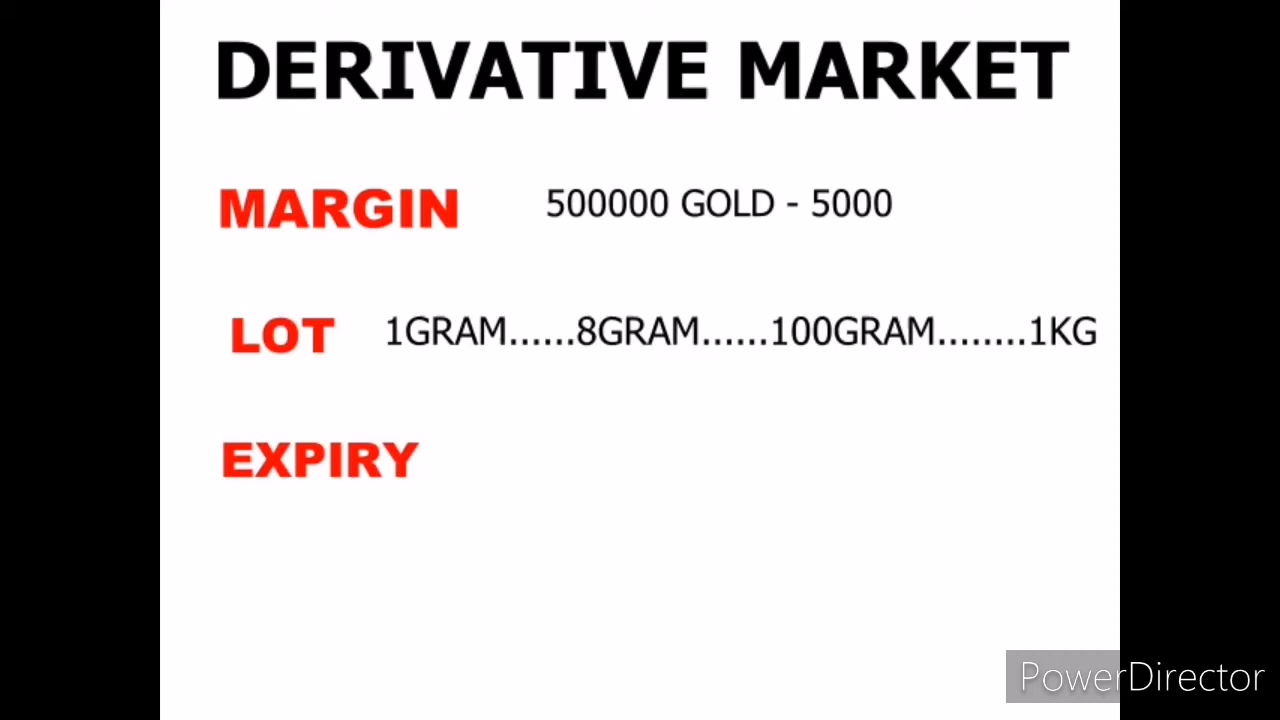 DERIVATIVE MARKET
MARGIN 500000 GOLD - 5000
LOT 1GRAM......8GRAM......100GRAM........1KG
EXPIRY
PowerDirector